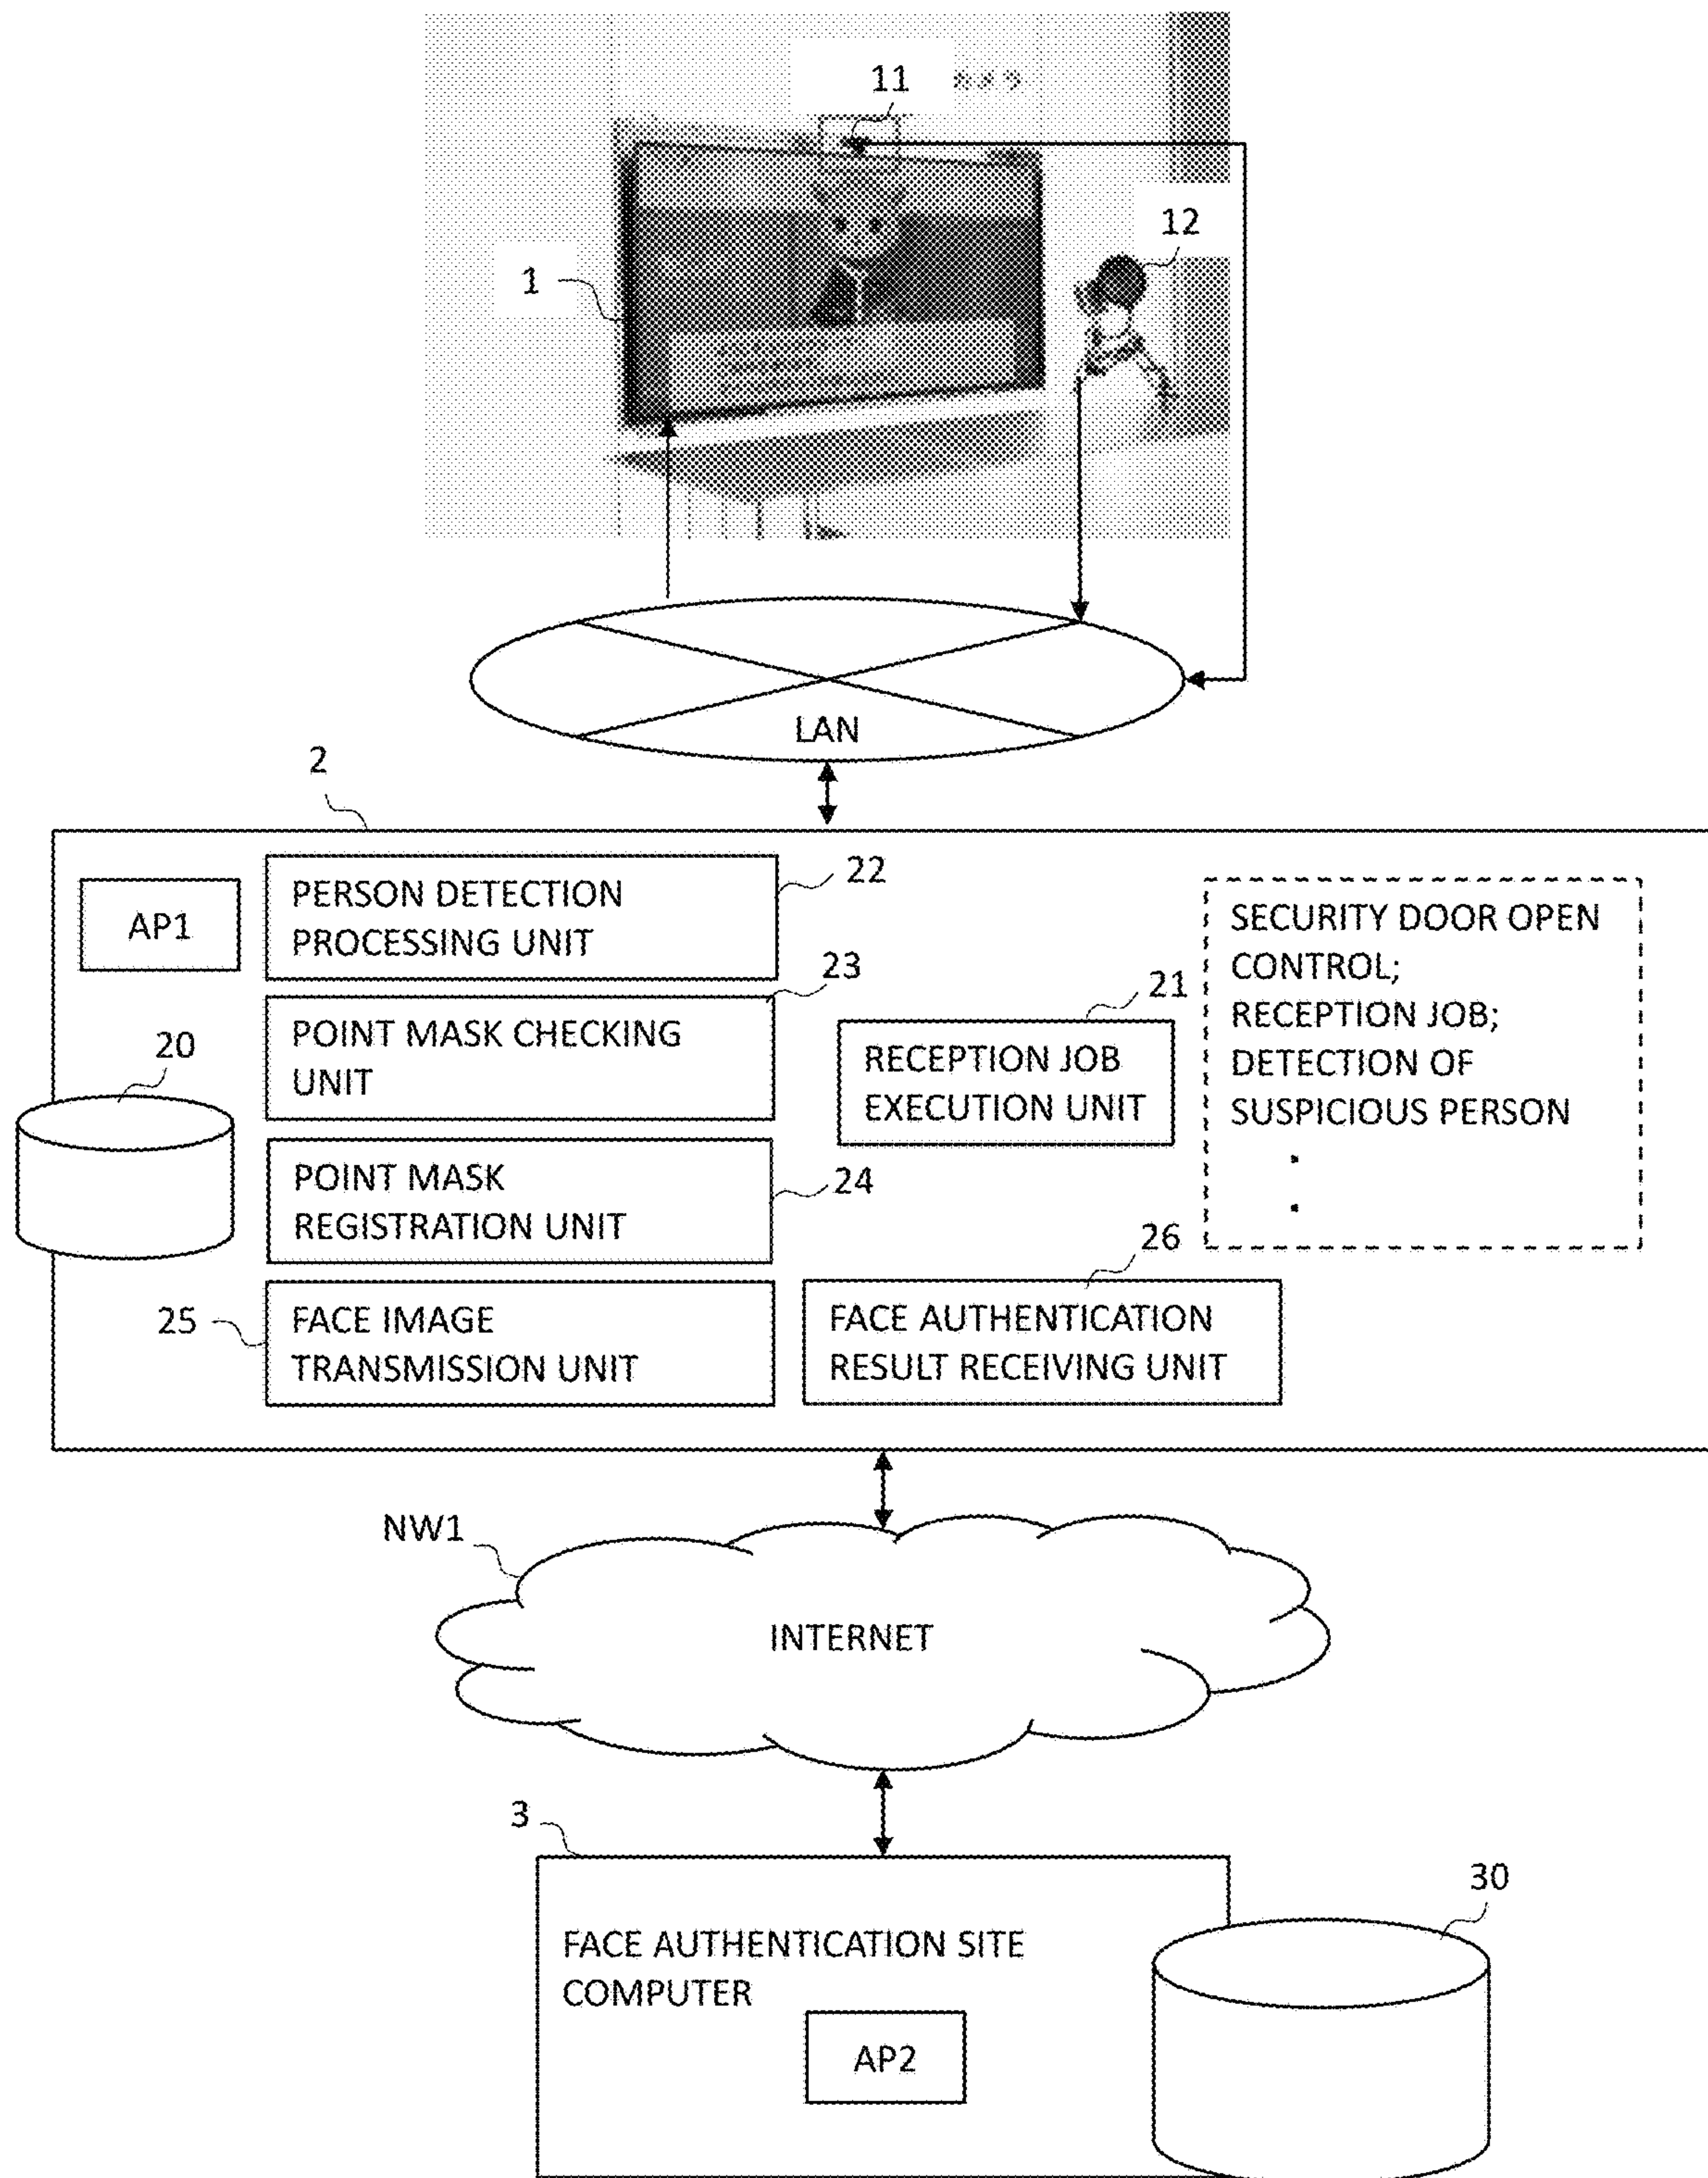 11
カメラ
12
1
LAN
2
AP1
PERSON DETECTION
PROCESSING UNIT
22
23
POINT MASK CHECKING
UNIT
20
21
RECEPTION JOB
EXECUTION UNIT
SECURITY DOOR OPEN
CONTROL;
RECEPTION JOB;
DETECTION OF
SUSPICIOUS PERSON
POINT MASK
REGISTRATION UNIT
24
26
25
FACE IMAGE
TRANSMISSION UNIT
FACE AUTHENTICATION
RESULT RECEIVING UNIT
NW1
INTERNET
3
30
FACE AUTHENTICATION SITE
COMPUTER
AP2